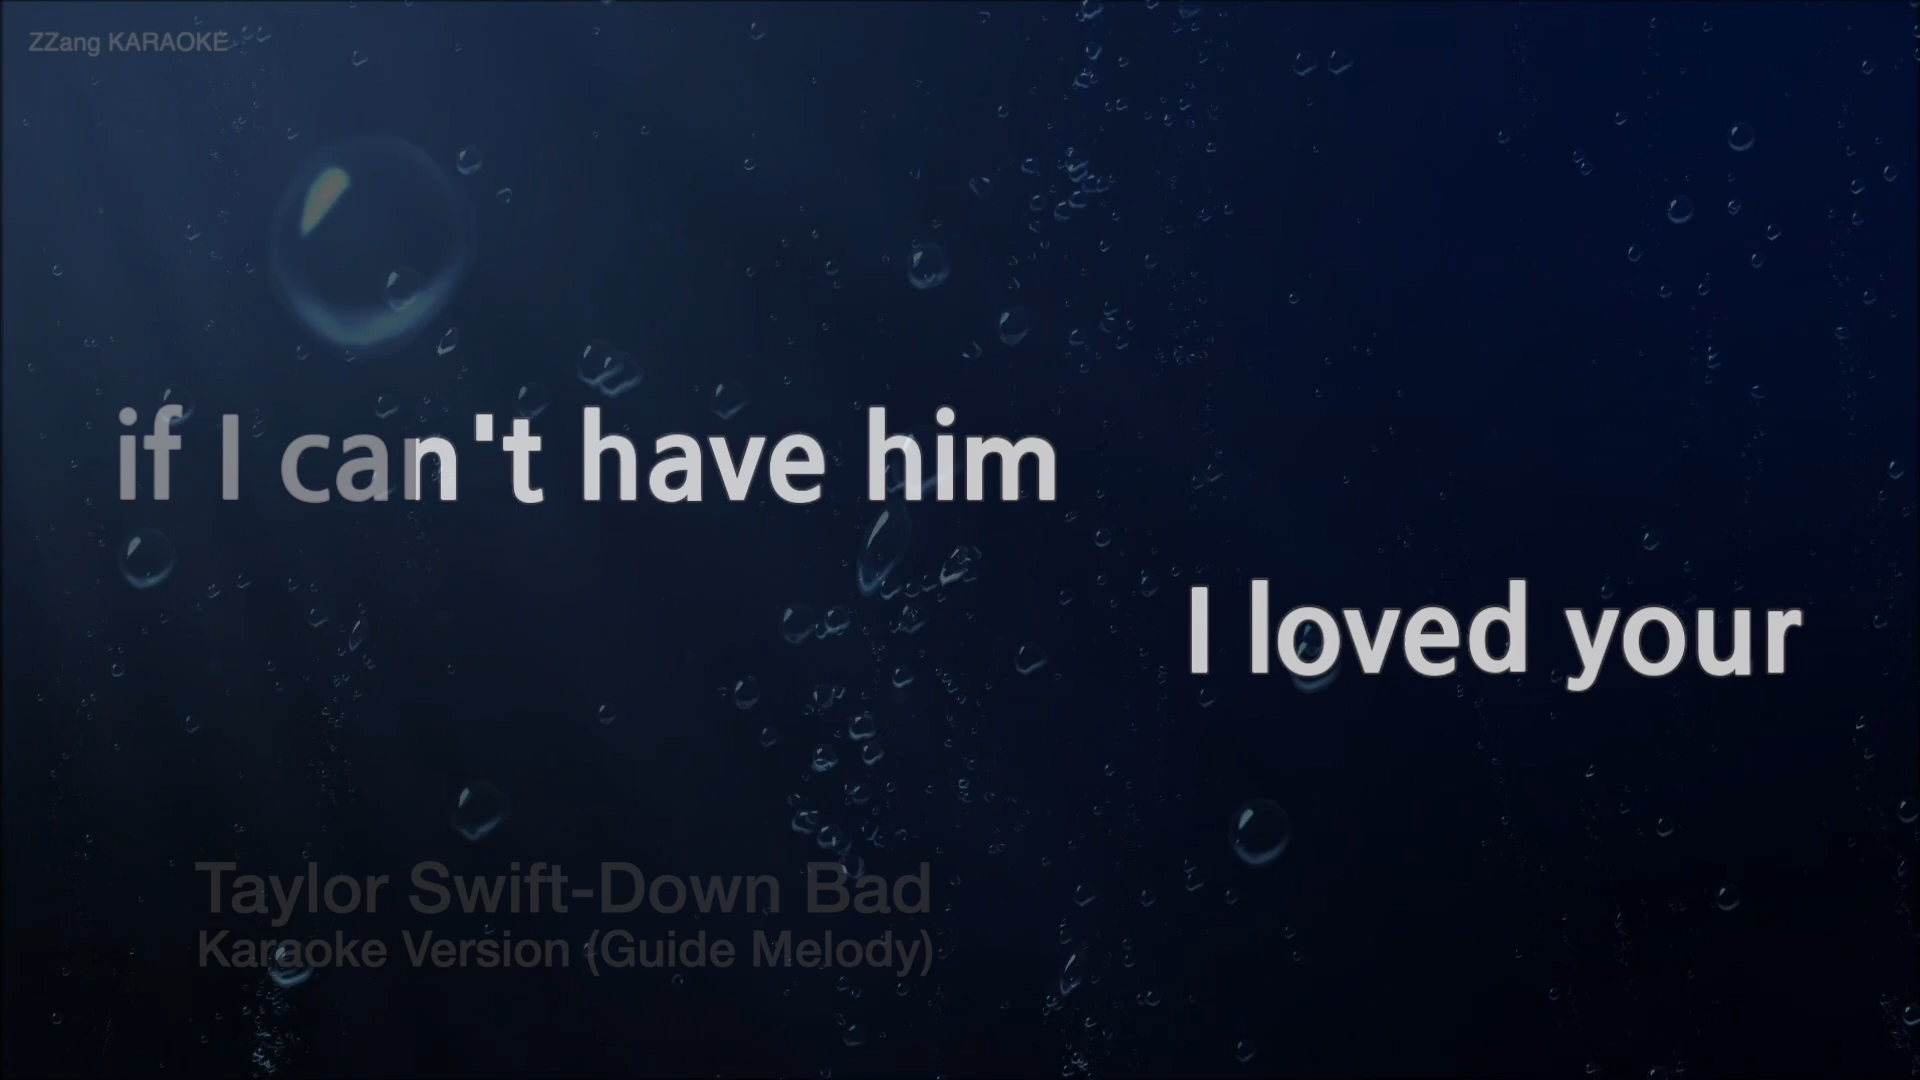 ZZang KARAOKE
if I can't have him
I loved your
Taylor Swift-Down Bad
Karaoke Version (Guide Melody)